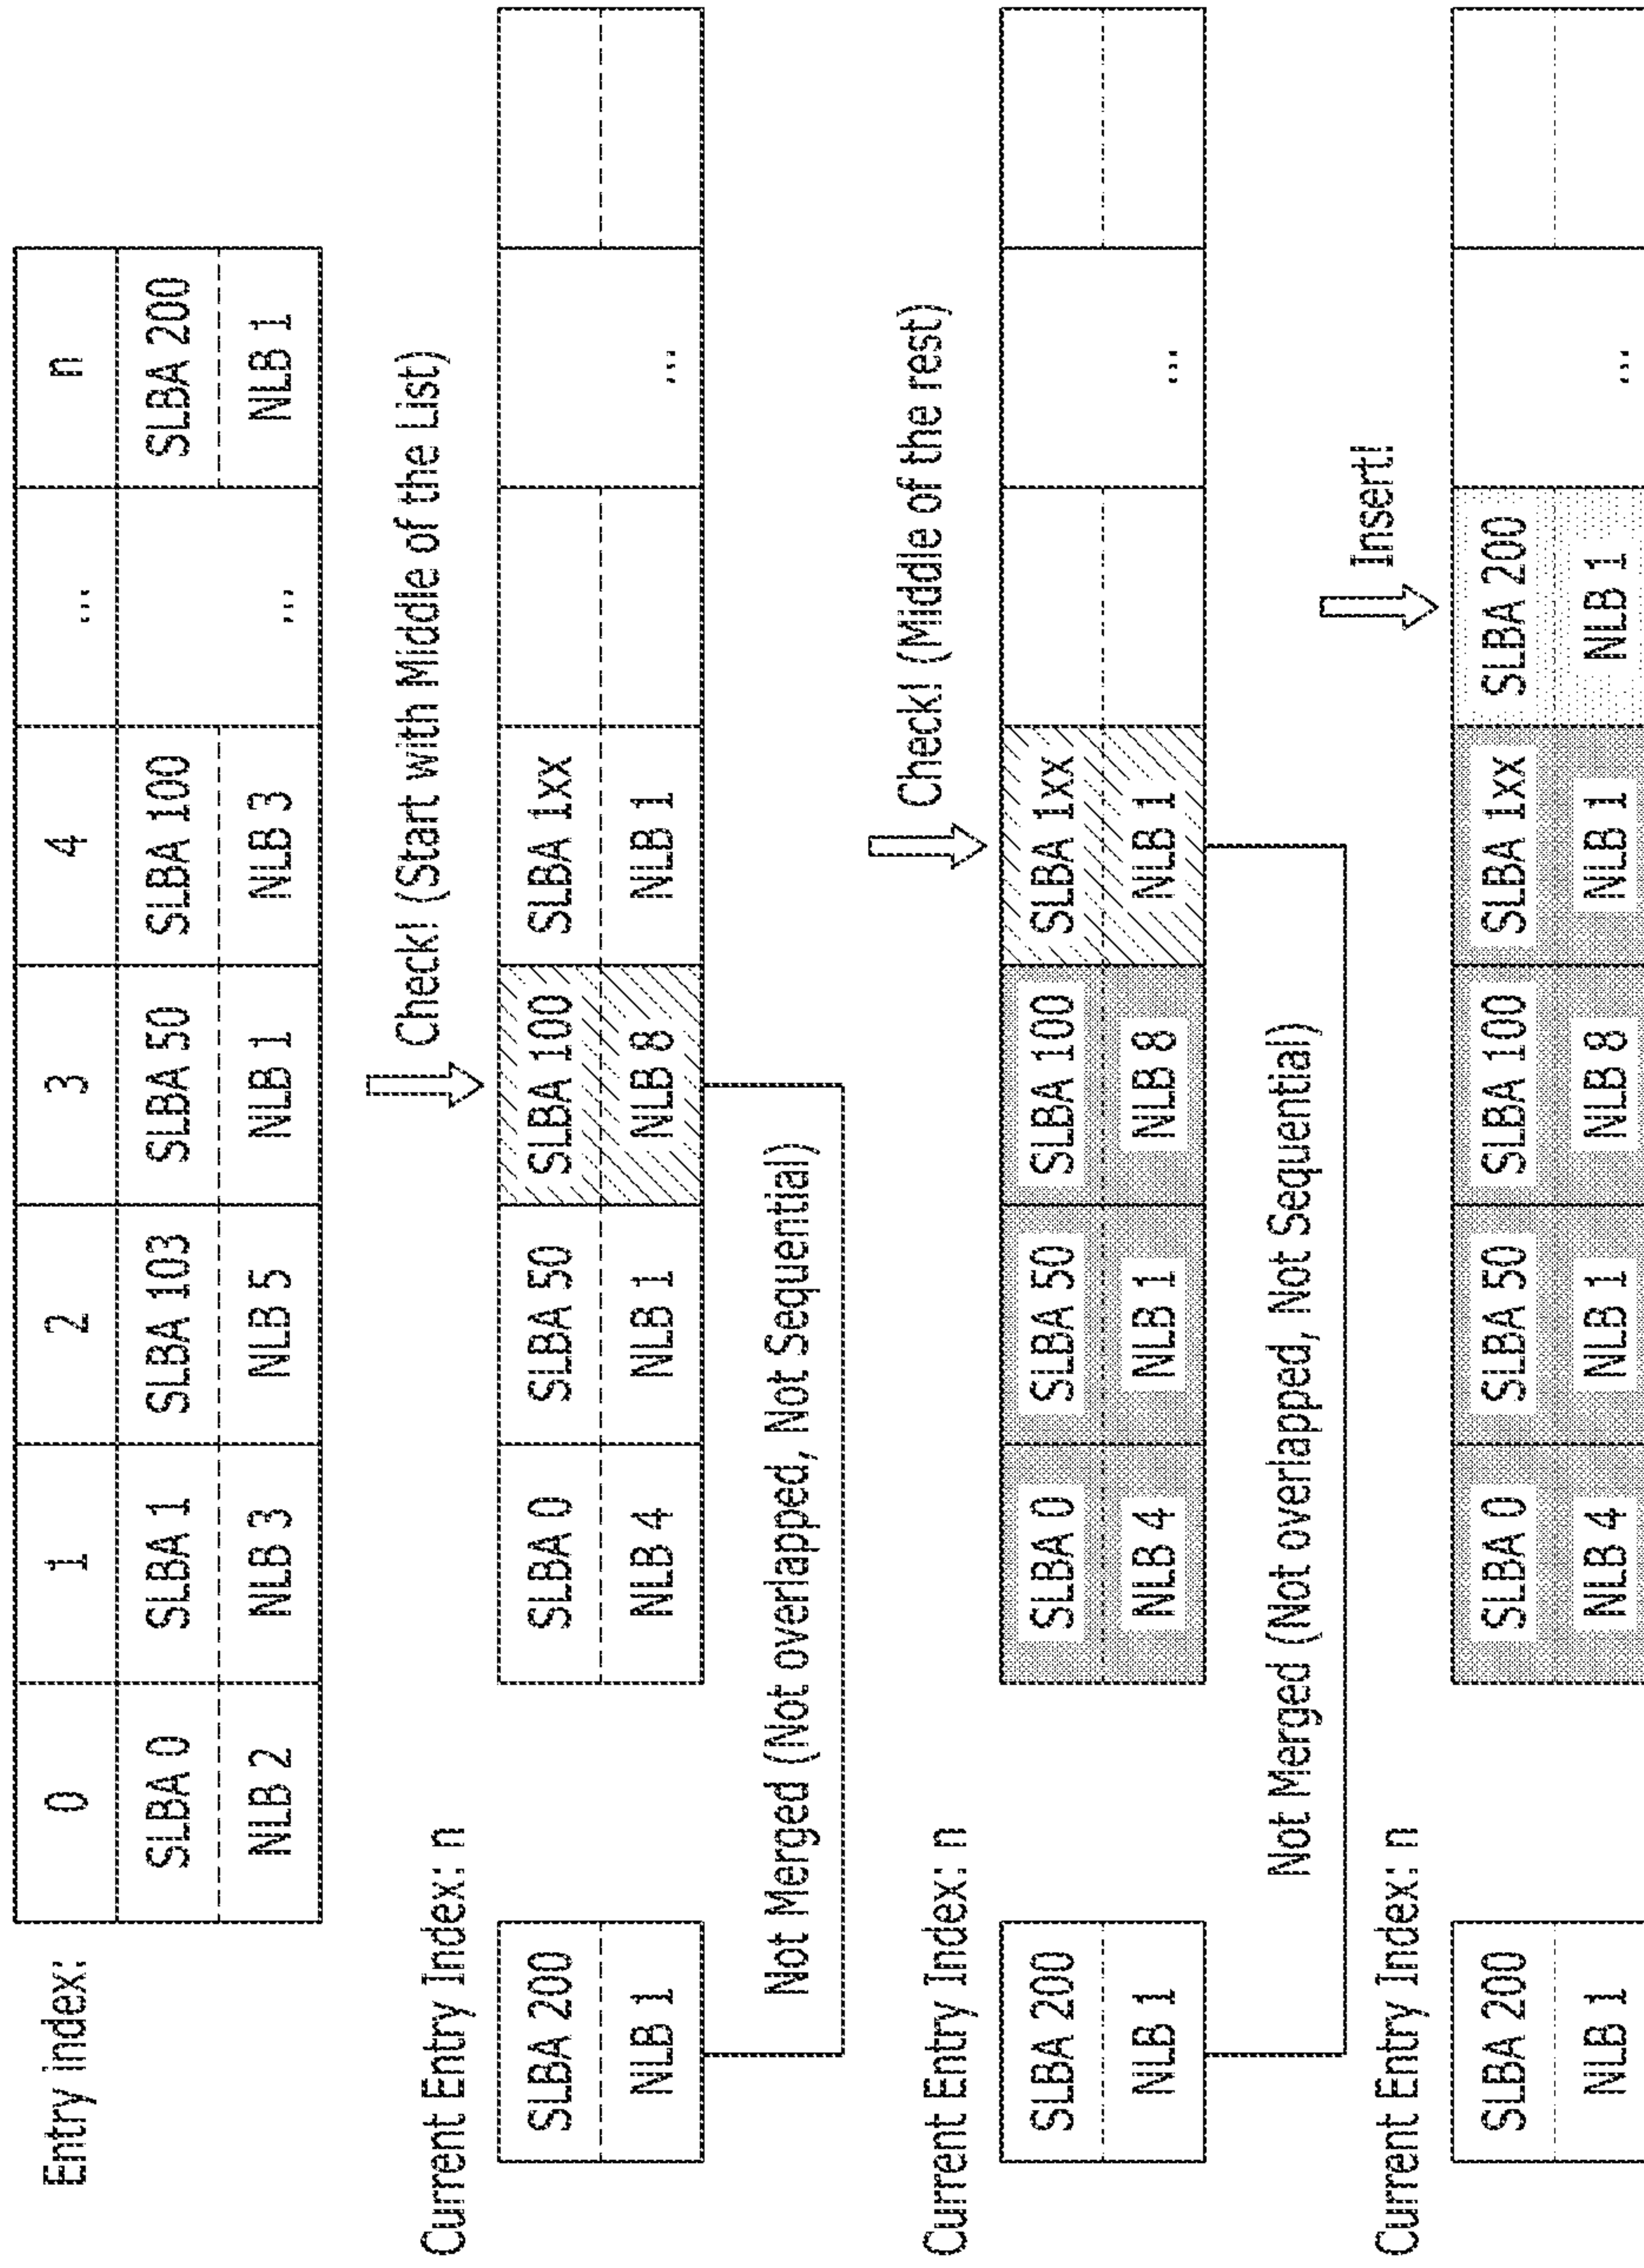 Entry index:
0 1 2 3 4 ... n
SLBA 0 SLBA 1 SLBA 103 SLBA 50 SLBA 100 ... SLBA 200
NLB 2 NLB 3 NLB 5 NLB 1 NLB 3 NLB 1
Check! (Start with Middle of the List)
Current Entry Index: n
SLBA 200 SLBA 0 SLBA 50 SLBA 100 SLBA 1xx ...
NLB 1 NLB 4 NLB 1 NLB 8 NLB 1
Not Merged (Not overlapped, Not Sequential)
Check! (Middle of the rest)
Current Entry Index: n
SLBA 200 SLBA 0 SLBA 50 SLBA 100 SLBA 1xx ...
NLB 1 NLB 4 NLB 1 NLB 8 NLB 1
Not Merged (Not overlapped, Not Sequential)
Insert!
Current Entry Index: n
SLBA 200 SLBA 0 SLBA 50 SLBA 100 SLBA 1xx SLBA 200 ...
NLB 1 NLB 4 NLB 1 NLB 8 NLB 1 NLB 1